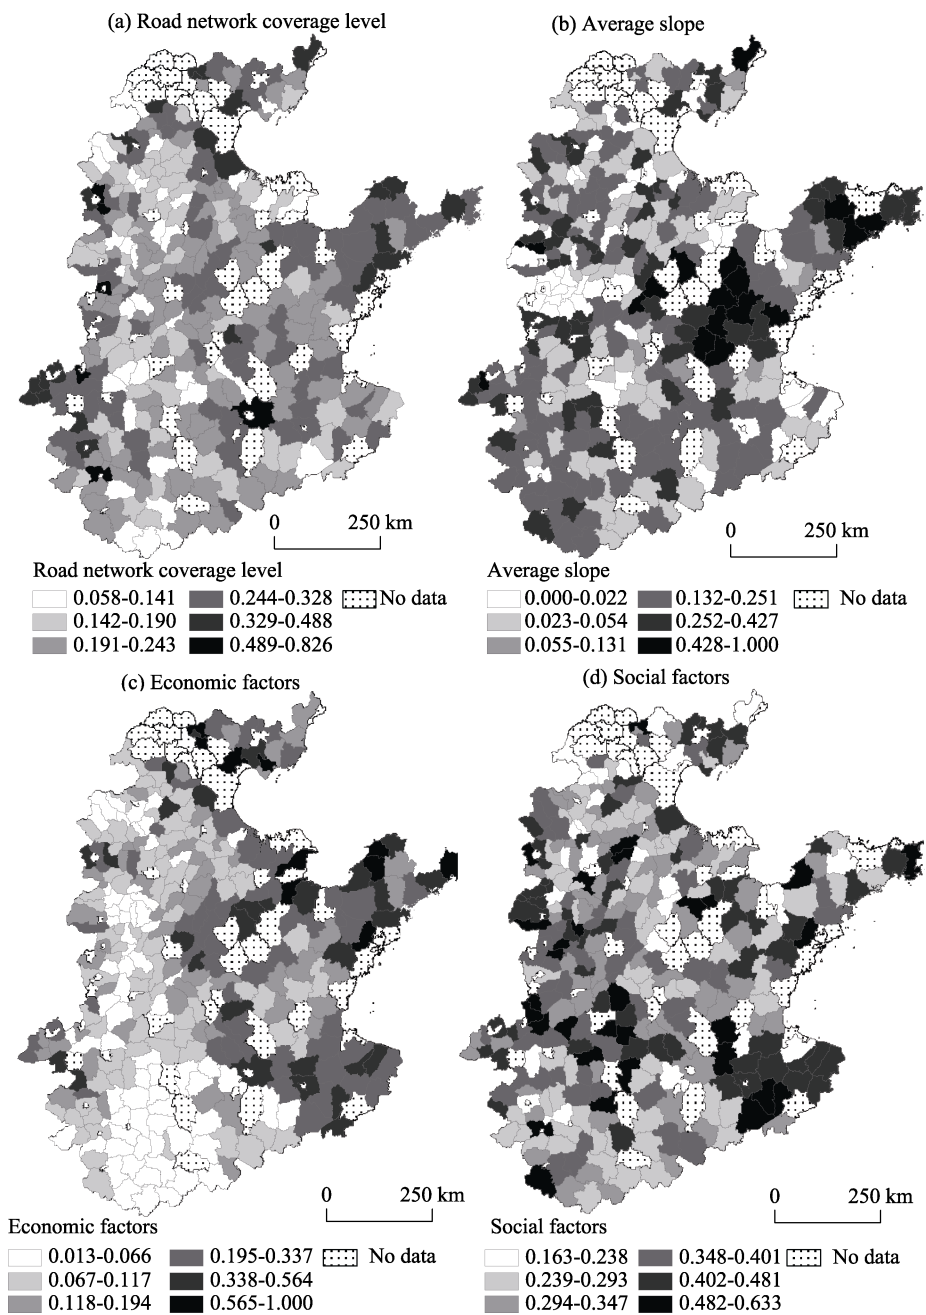 (a) Road network coverage level
(b) Average slope
0 250 km
0 250 km
Road network coverage level
0.058-0.141 0.244-0.328 No data
0.142-0.190 0.329-0.488
0.191-0.243 0.489-0.826
Average slope
0.000-0.022 0.132-0.251 No data
0.023-0.054 0.252-0.427
0.055-0.131 0.428-1.000
(c) Economic factors
(d) Social factors
0 250 km
0 250 km
Economic factors
0.013-0.066 0.195-0.337 No data
0.067-0.117 0.338-0.564
0.118-0.194 0.565-1.000
Social factors
0.163-0.238 0.348-0.401 No data
0.239-0.293 0.402-0.481
0.294-0.347 0.482-0.633